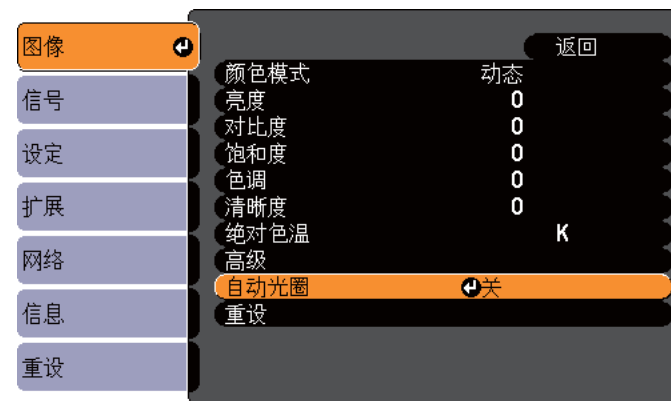 图像
信号
设定
扩展
网络
信息
重设
返回
颜色模式 动态
亮度 0
对比度 0
饱和度 0
色调 0
清晰度 0
绝对色温 K
高级
自动光圈 关
重设